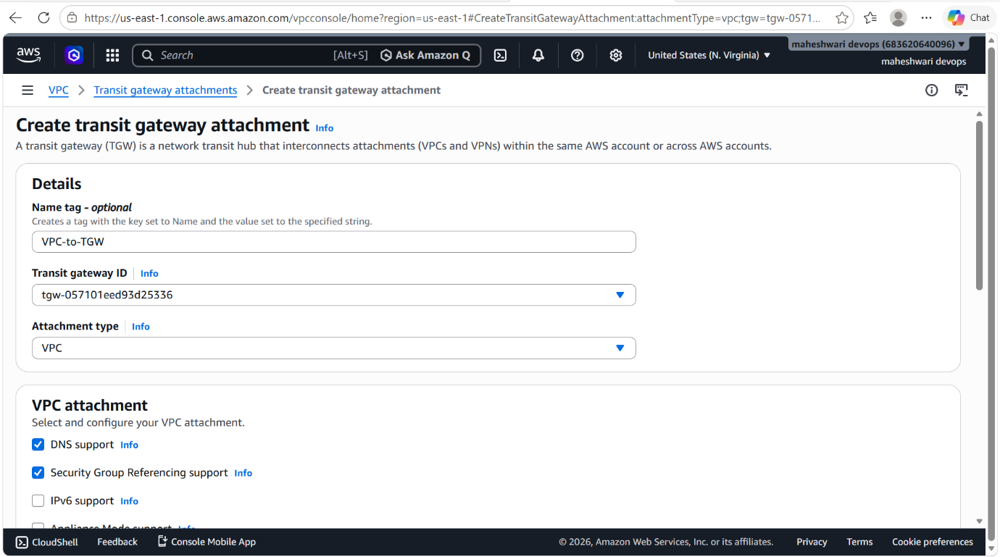 https://us-east-1.console.aws.amazon.com/vpcconsole/home?region=us-east-1#CreateTransitGatewayAttachment:attachmentType=vpc;tgw=tgw-0571...
Chat
aws
Search [Alt+S] Ask Amazon Q
United States (N. Virginia)
maheshwari devops (683620640096)
maheshwari devops
VPC > Transit gateway attachments > Create transit gateway attachment
Create transit gateway attachment Info
A transit gateway (TGW) is a network transit hub that interconnects attachments (VPCs and VPNs) within the same AWS account or across AWS accounts.
Details
Name tag - optional
Creates a tag with the key set to Name and the value set to the specified string.
VPC-to-TGW
Transit gateway ID Info
tgw-057101eed93d25336
Attachment type Info
VPC
VPC attachment
Select and configure your VPC attachment.
DNS support Info
Security Group Referencing support Info
IPv6 support Info
Appliance Mode support Info
CloudShell Feedback Console Mobile App © 2026, Amazon Web Services, Inc. or its affiliates. Privacy Terms Cookie preferences